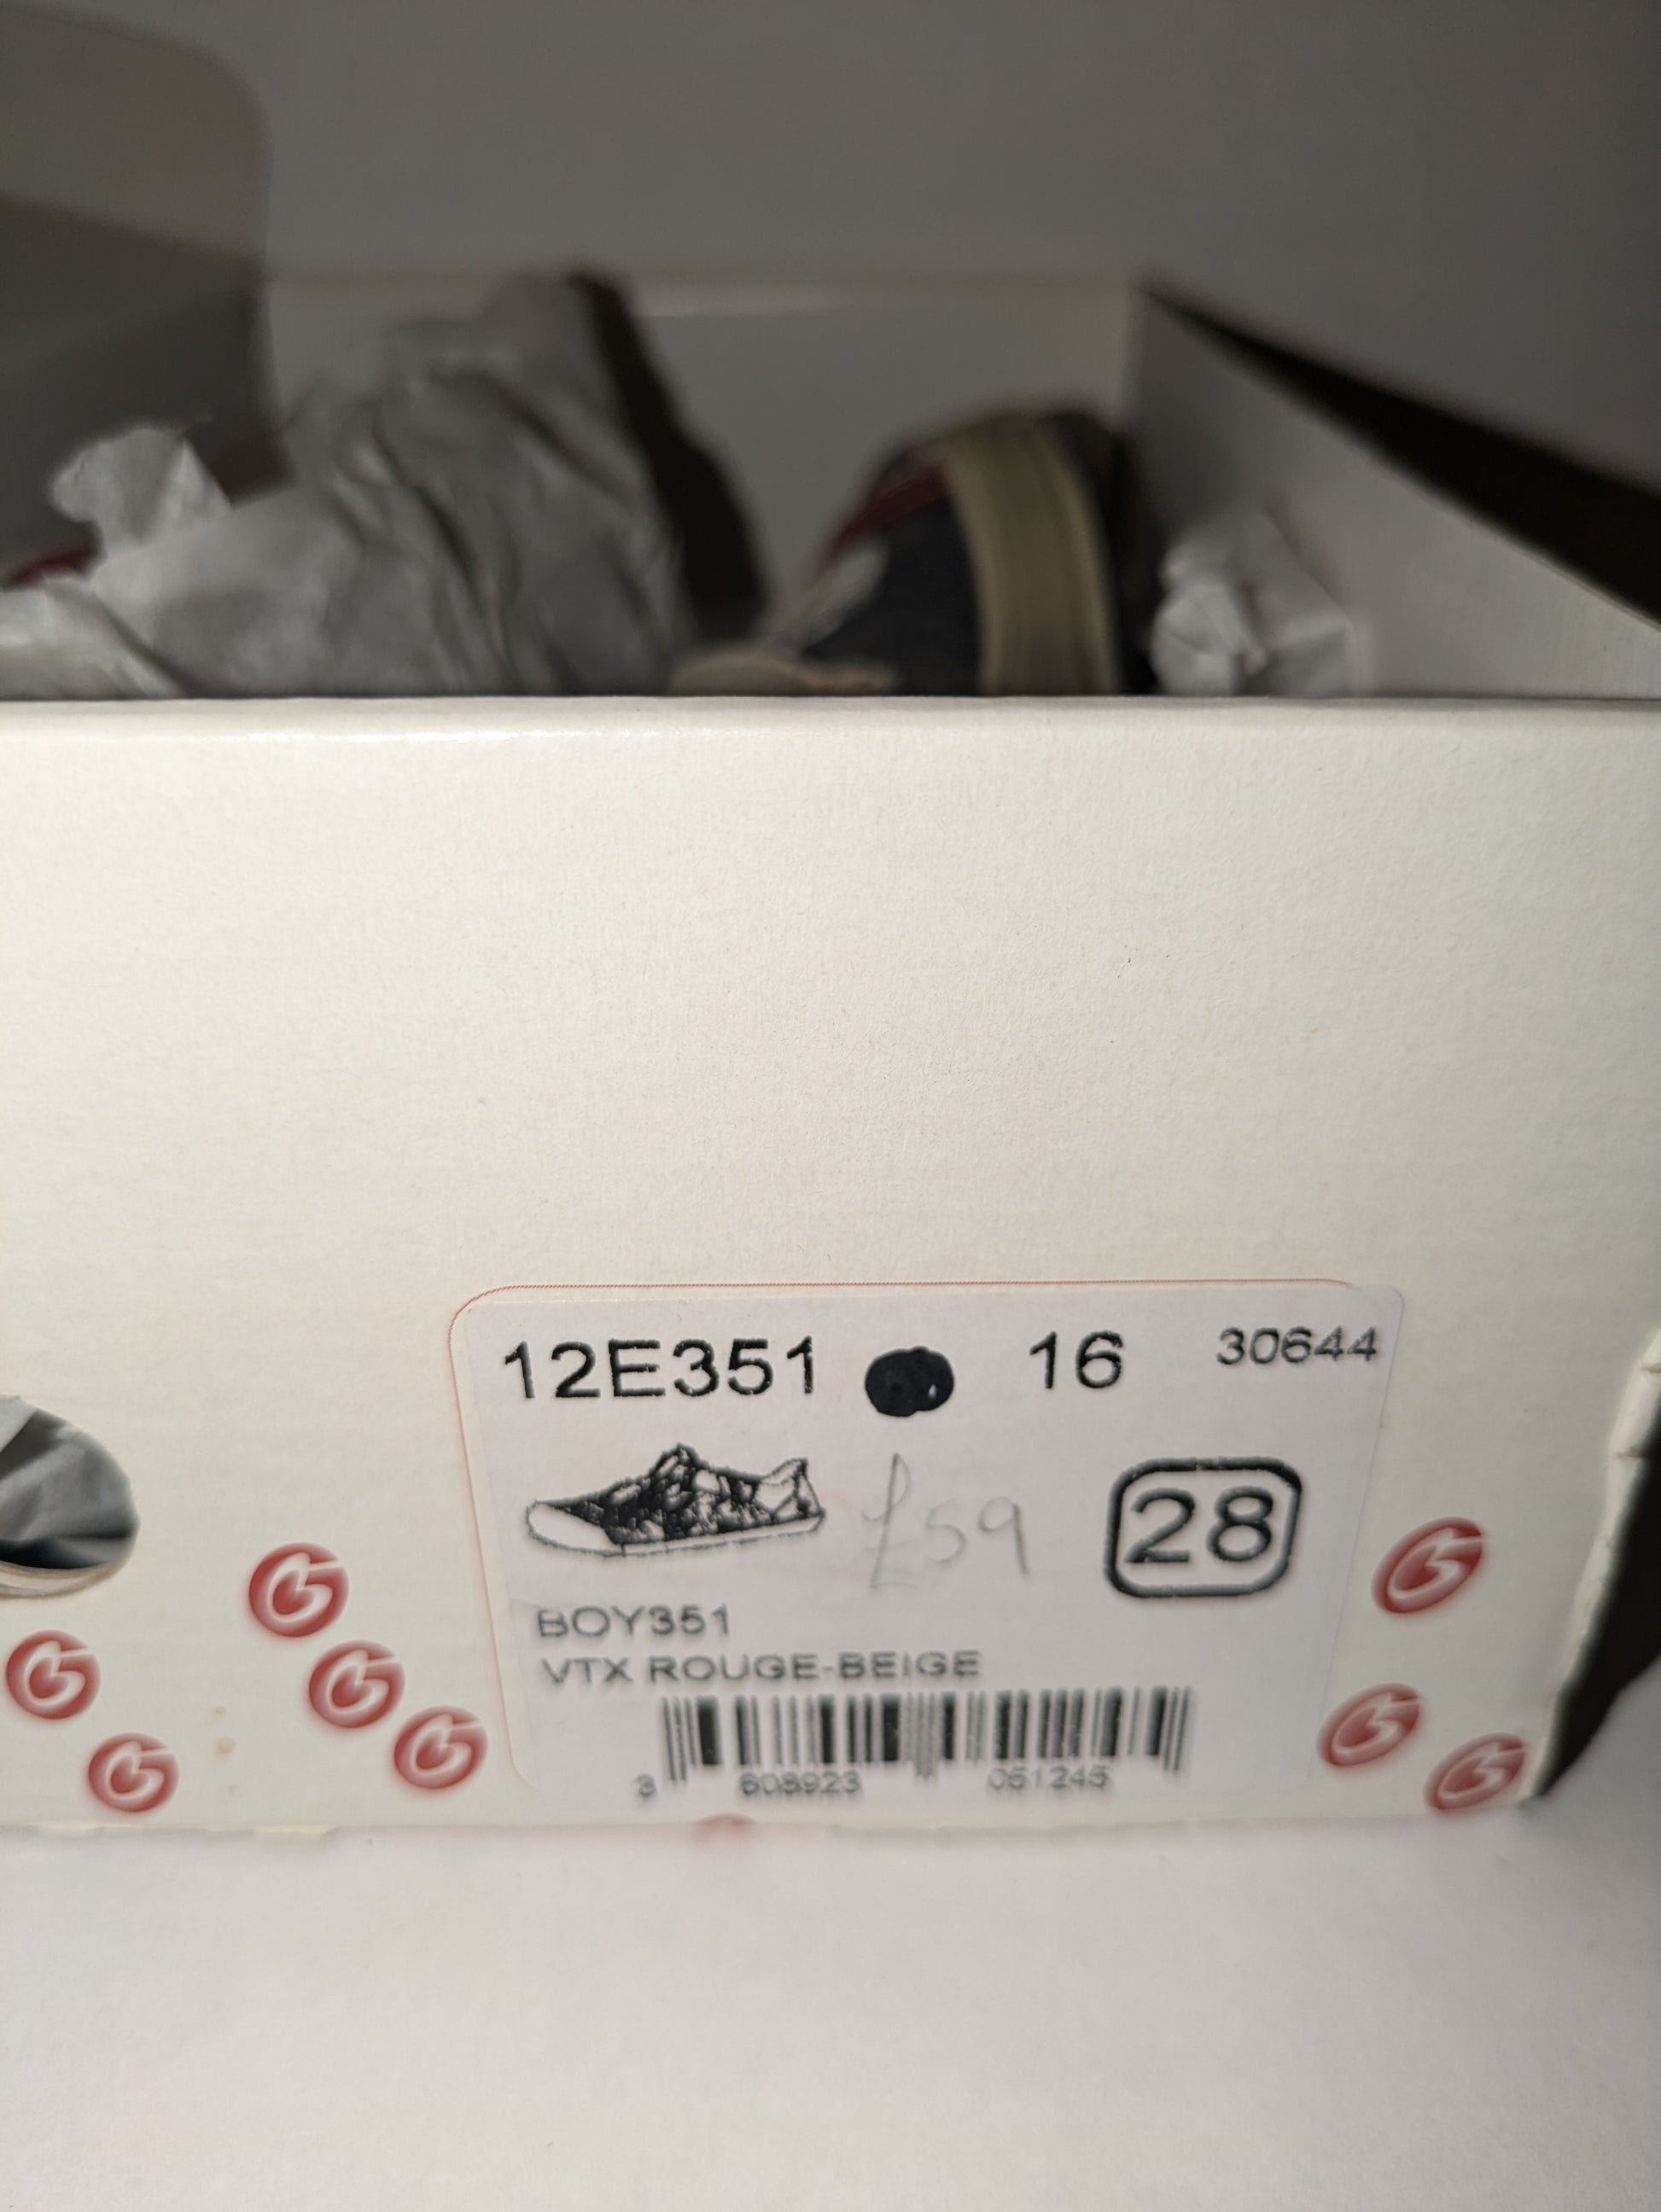 12E351 16 30644
£59 28
BOY351
VTX ROUGE-BEIGE
3 608923 051245